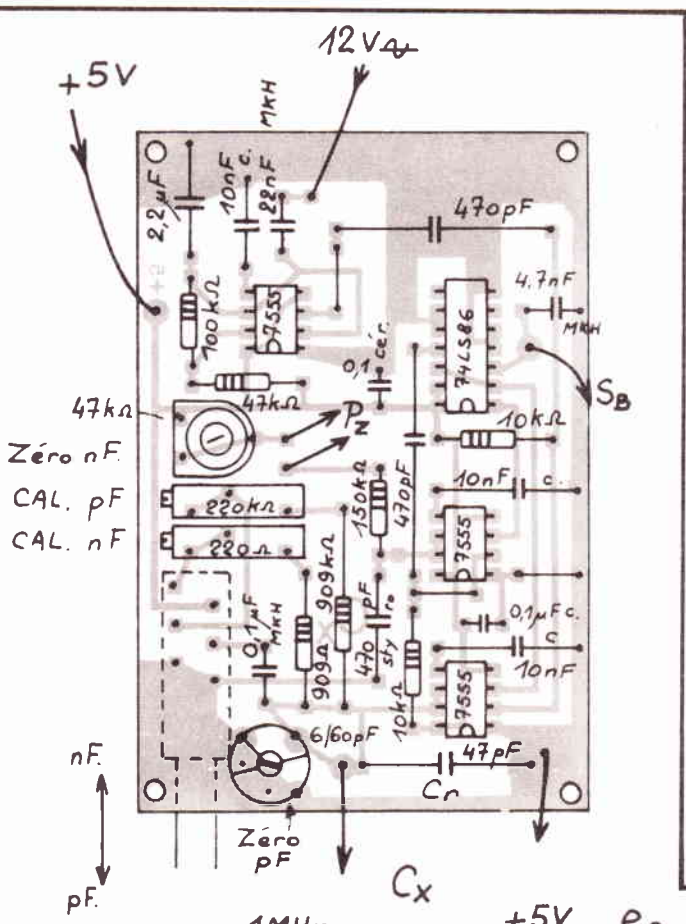 12V
+5V
MKH
2,2µF
10nF c.
22nF
470pF
+B
4,7nF
MKH
100kΩ
7555
0,1 cér.
74LS86
SB
47kΩ
47kΩ
Pz
10kΩ
Zéro nF.
CAL. pF
220kΩ
150kΩ
470pF
10nF
c.
CAL. nF
220Ω
7555
909kΩ
0,1µF
MKH
909Ω
470 pF
styro
10kΩ
0,1µF c.
c
10nF
7555
6/60pF
nF.
47pF
Cr
Zéro
pF
Cx
pF.
+5V